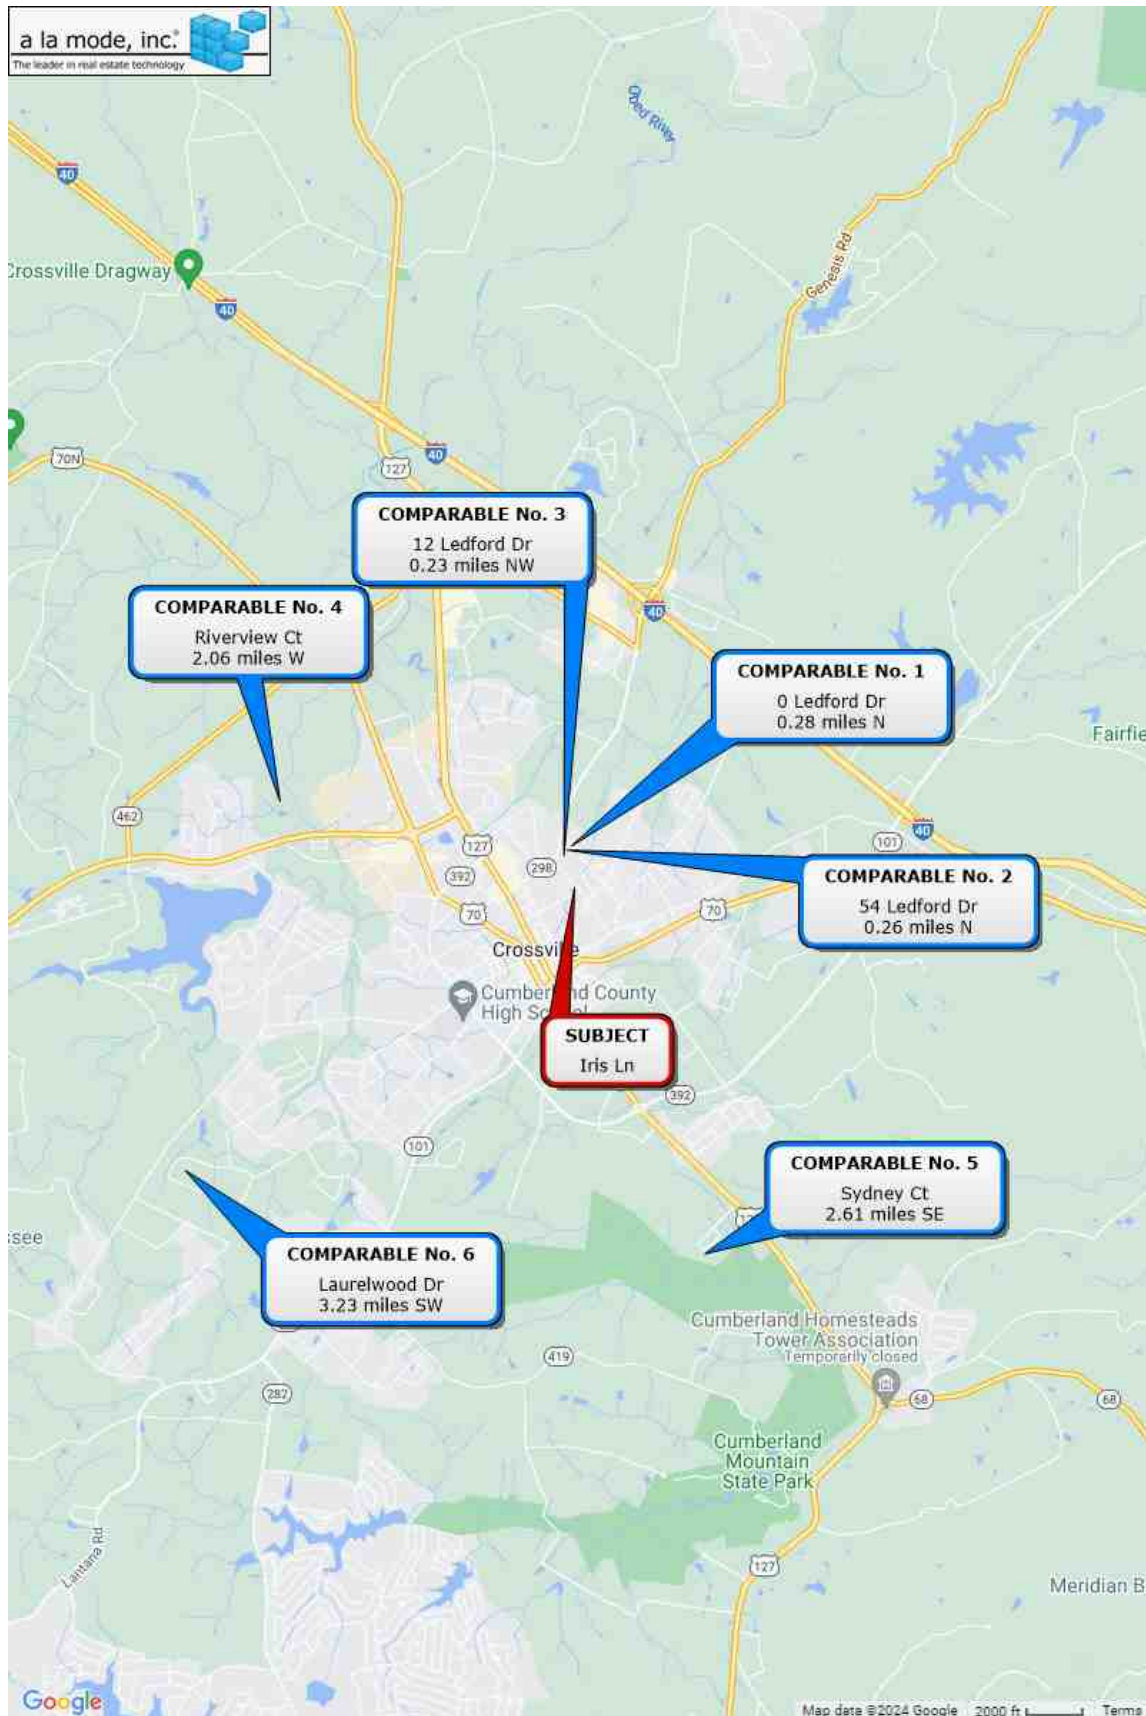 a la mode, inc.
The leader in real estate technology
Obed River
40
Crossville Dragway
Genesis Rd
40
70N
127
40
COMPARABLE No. 3
12 Ledford Dr
0.23 miles NW
COMPARABLE No. 4
Riverview Ct
2.06 miles W
40
COMPARABLE No. 1
0 Ledford Dr
0.28 miles N
Fairfie
462
40
101
127
298
392
COMPARABLE No. 2
54 Ledford Dr
0.26 miles N
70
70
Crossville
Cumberland County
High School
SUBJECT
Iris Ln
392
101
COMPARABLE No. 5
Sydney Ct
2.61 miles SE
ssee
COMPARABLE No. 6
Laurelwood Dr
3.23 miles SW
Cumberland Homesteads
Tower Association
Temporarily closed
419
282
68
68
Cumberland
Mountain
State Park
Lantana Rd
127
Meridian B
Google
Map data ©2024 Google
2000 ft
Terms